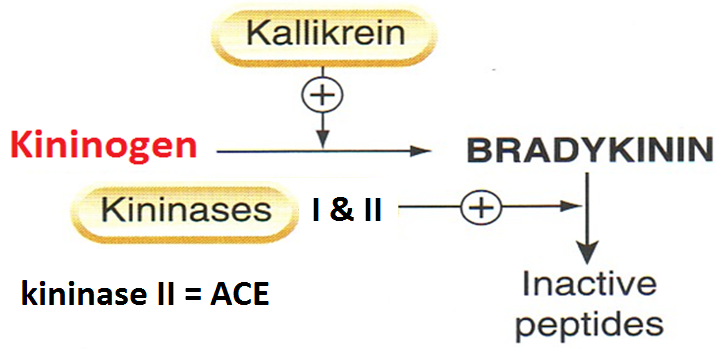 Kallikrein
+
Kininogen
BRADYKININ
Kininases I & II
+
kininase II = ACE
Inactive
peptides